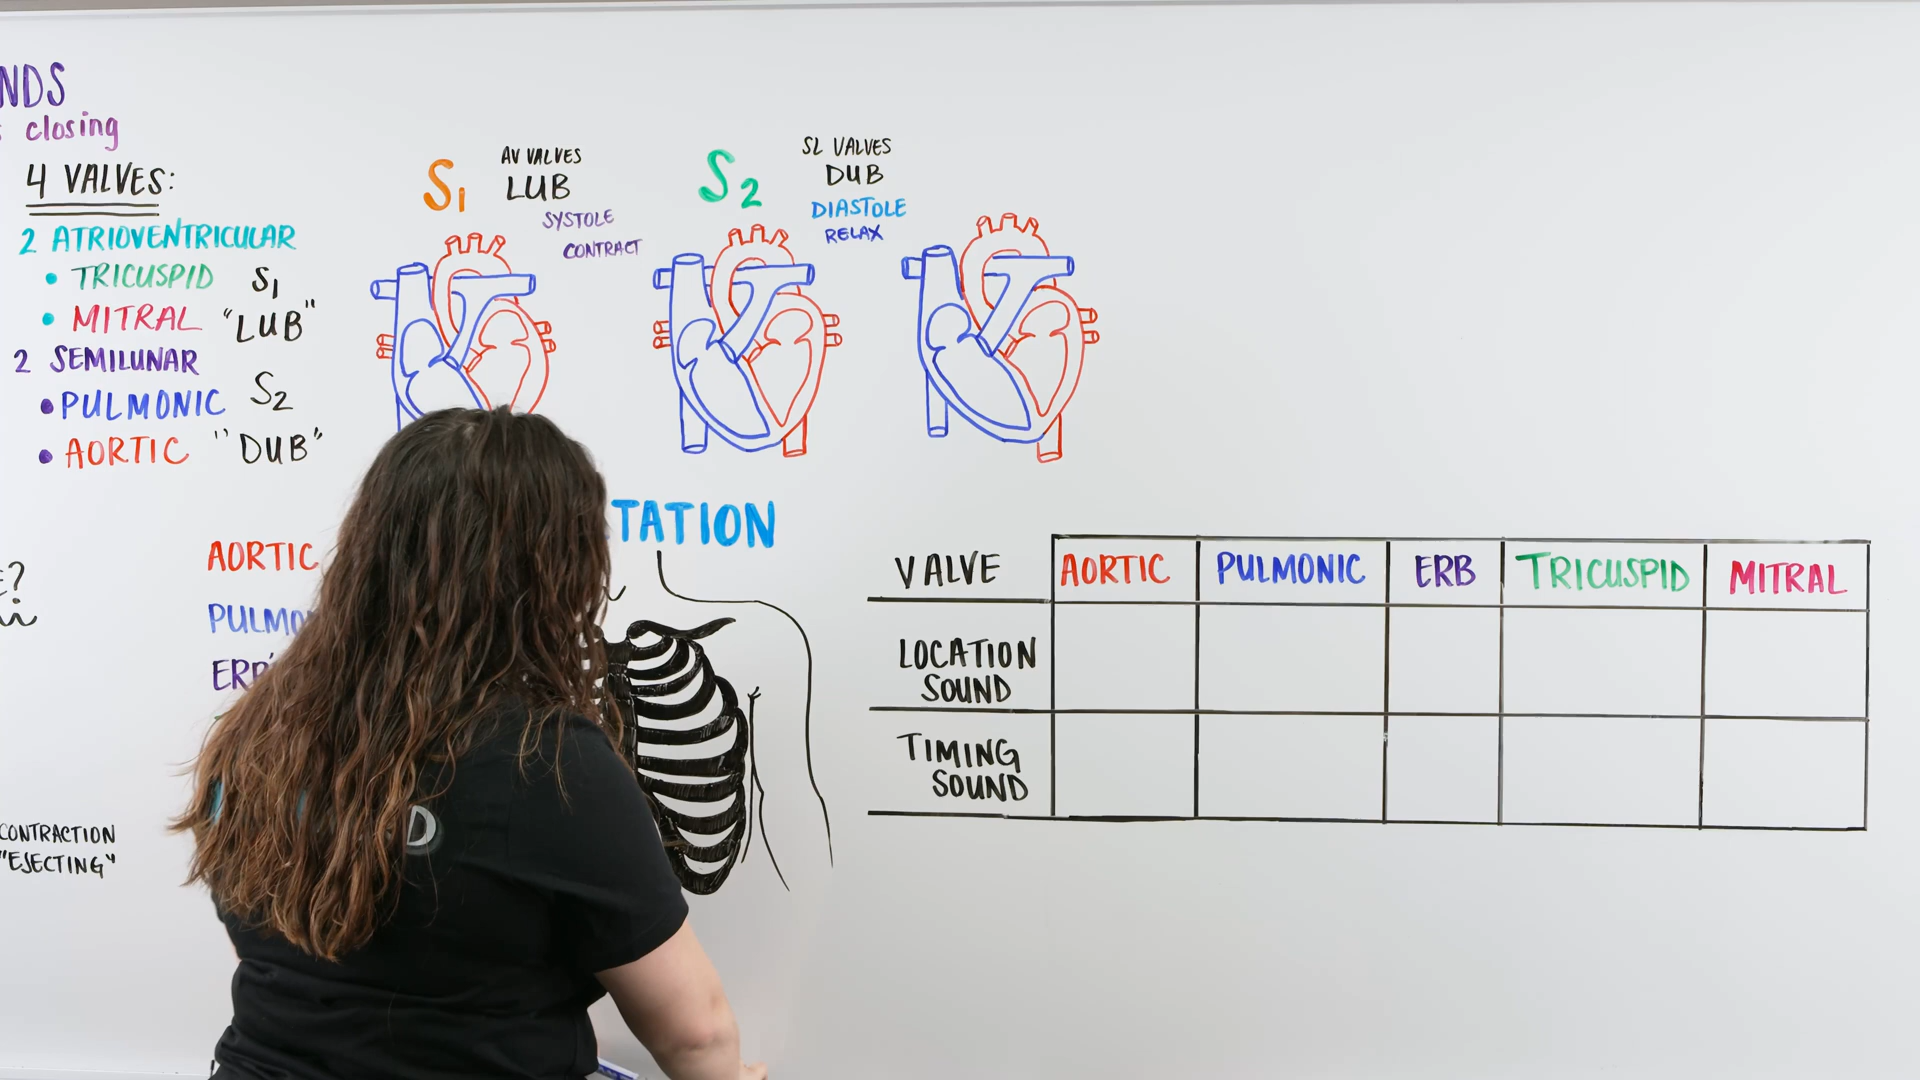 NDS
closing
4 VALVES:
2 ATRIOVENTRICULAR
• TRICUSPID S1
• MITRAL "LUB"
2 SEMILUNAR
• PULMONIC S2
• AORTIC "DUB"
S1
AV VALVES
LUB
SYSTOLE
CONTRACT
S2
SL VALVES
DUB
DIASTOLE
RELAX
TATION
AORTIC
PULMO
ERB'
E?
CONTRACTION
"EJECTING"
D
VALVE AORTIC PULMONIC ERB TRICUSPID MITRAL
LOCATION
SOUND
TIMING
SOUND